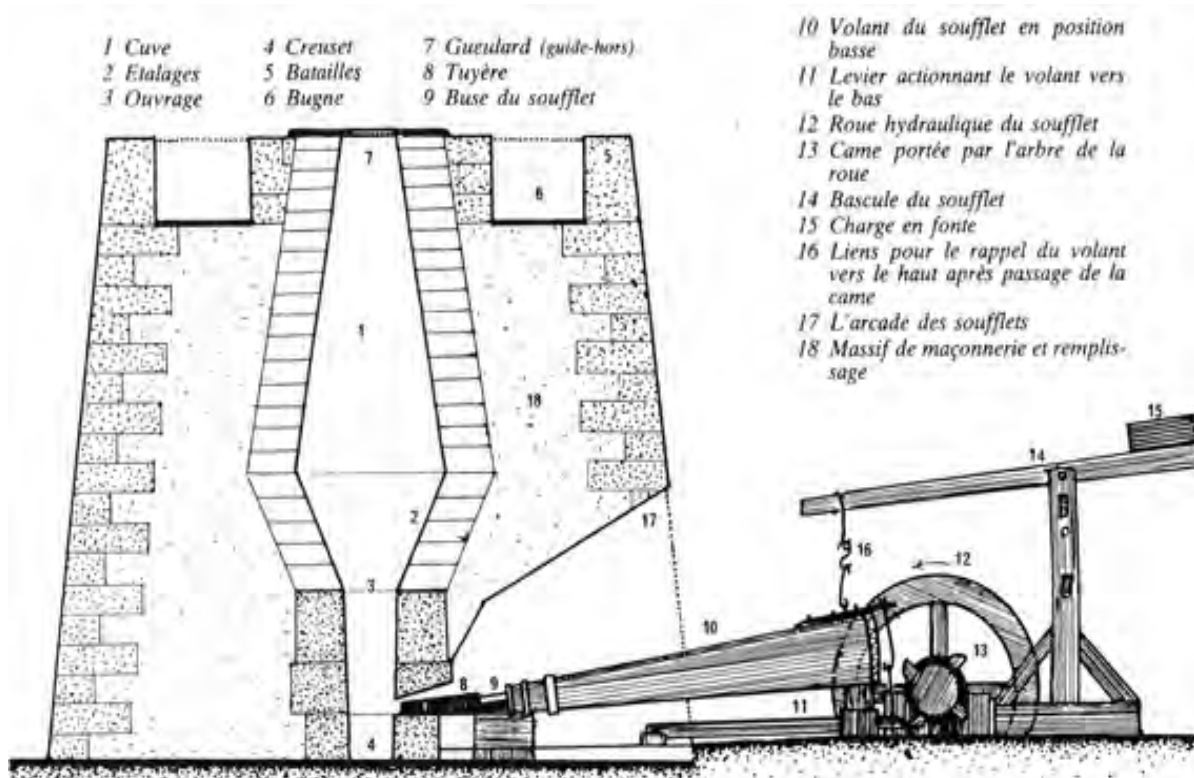 1 Cuve
2 Etalages
3 Ouvrage
4 Creuset
5 Batailles
6 Bugne
7 Gueulard (guide-hors)
8 Tuyère
9 Buse du soufflet
10 Volant du soufflet en position
basse
11 Levier actionnant le volant vers
le bas
12 Roue hydraulique du soufflet
13 Came portée par l'arbre de la
roue
14 Bascule du soufflet
15 Charge en fonte
16 Liens pour le rappel du volant
vers le haut après passage de la
came
17 L'arcade des soufflets
18 Massif de maçonnerie et remplis-
sage
7
5
6
1
18
15
14
2
17
16
12
3
10
13
9
8
11
4